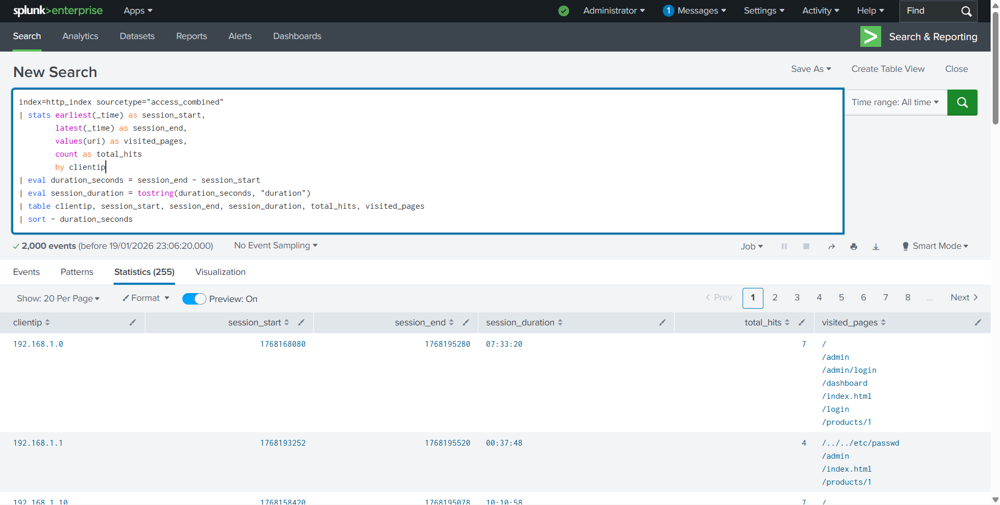 splunk>enterprise Apps Administrator 1 Messages Settings Activity Help Find
Search Analytics Datasets Reports Alerts Dashboards > Search & Reporting
New Search Save As Create Table View Close
index=http_index sourcetype="access_combined" Time range: All time
| stats earliest(_time) as session_start,
latest(_time) as session_end,
values(uri) as visited_pages,
count as total_hits
by clientip
| eval duration_seconds = session_end - session_start
| eval session_duration = tostring(duration_seconds, "duration")
| table clientip, session_start, session_end, session_duration, total_hits, visited_pages
| sort - duration_seconds
2,000 events (before 19/01/2026 23:06:20.000) No Event Sampling Job Smart Mode
Events Patterns Statistics (255) Visualization
Show: 20 Per Page Format Preview: On < Prev 1 2 3 4 5 6 7 8 ... Next >
clientip session_start session_end session_duration total_hits visited_pages
192.168.1.0 1768168080 1768195280 07:33:20 7 /
/admin
/admin/login
/dashboard
/index.html
/login
/products/1
192.168.1.1 1768193252 1768195520 00:37:48 4 /../../etc/passwd
/admin
/index.html
/products/1
192.168.1.10 1768158420 1768195078 10:10:58 7 /